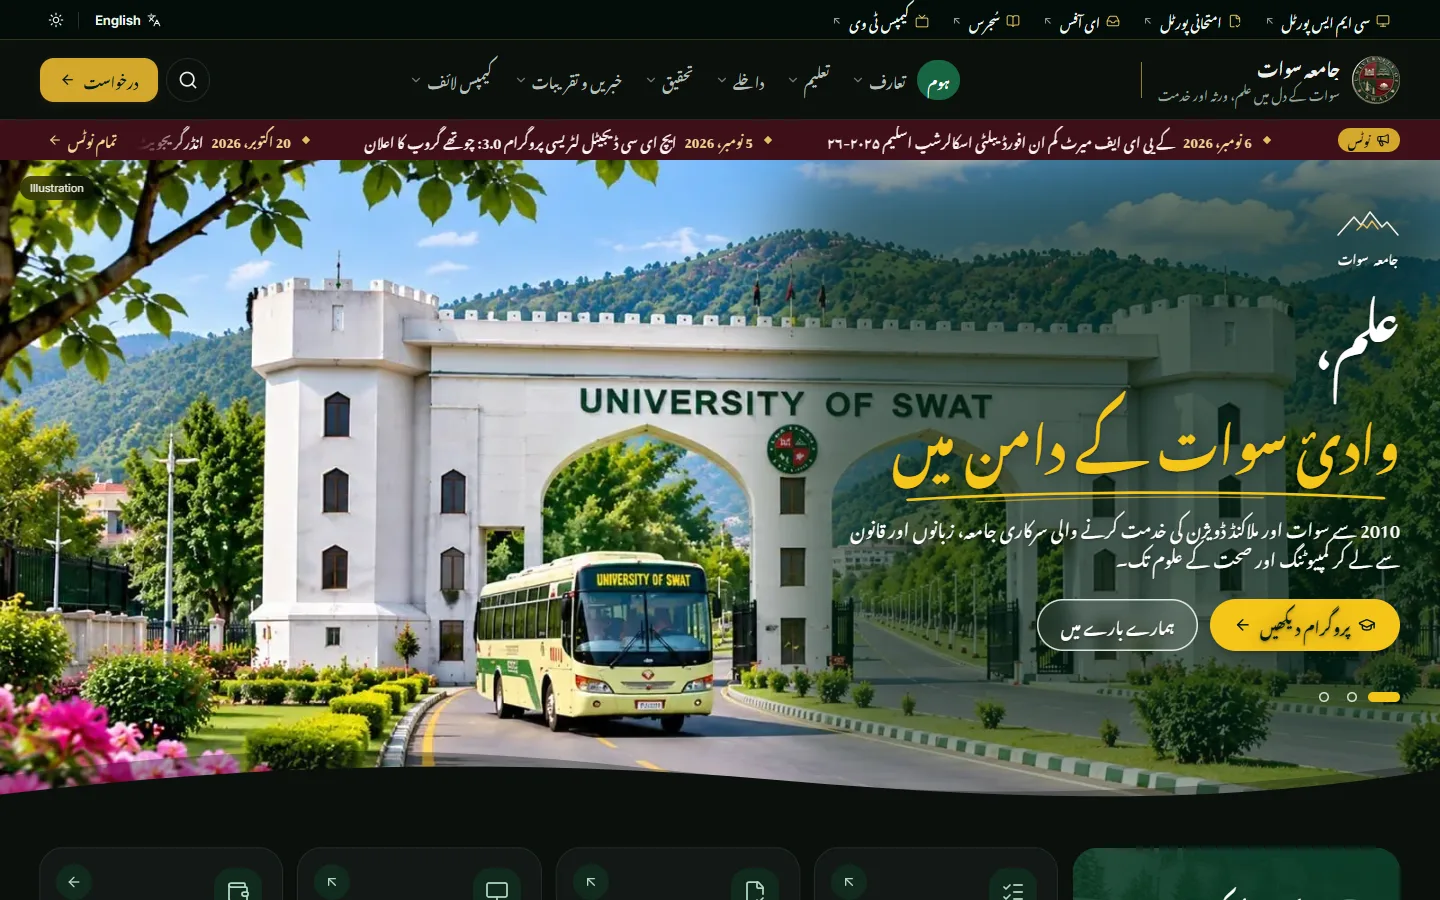 سی ایم ایس پورٹل
امتحانی پورٹل
ای آفس
سُجرس
کیمپس ٹی وی
English
جامعہ سوات
سوات کے دل میں علم، ورثہ اور خدمت
ہوم
تعارف
تعلیم
داخلے
تحقیق
خبریں و تقریبات
کیمپس لائف
درخواست
نوٹس
6 نومبر، 2026 کے پی ای ایف میرٹ کم ان افورڈیبلٹی اسکالرشپ اسکیم ۲۰۲۵-۲۶
5 نومبر، 2026 ایچ ای سی ڈیجیٹل لٹریسی پروگرام 3.0: چوتھے گروپ کا اعلان
20 اکتوبر، 2026 انڈرگریجویٹ
تمام نوٹس
Illustration
جامعہ سوات
علم،
وادیٔ سوات کے دامن میں
2010 سے سوات اور ملاکنڈ ڈویژن کی خدمت کرنے والی سرکاری جامعہ، زبانوں اور قانون
سے لے کر کمپیوٹنگ اور صحت کے علوم تک۔
پروگرام دیکھیں
ہمارے بارے میں
UNIVERSITY OF SWAT
UNIVERSITY OF SWAT